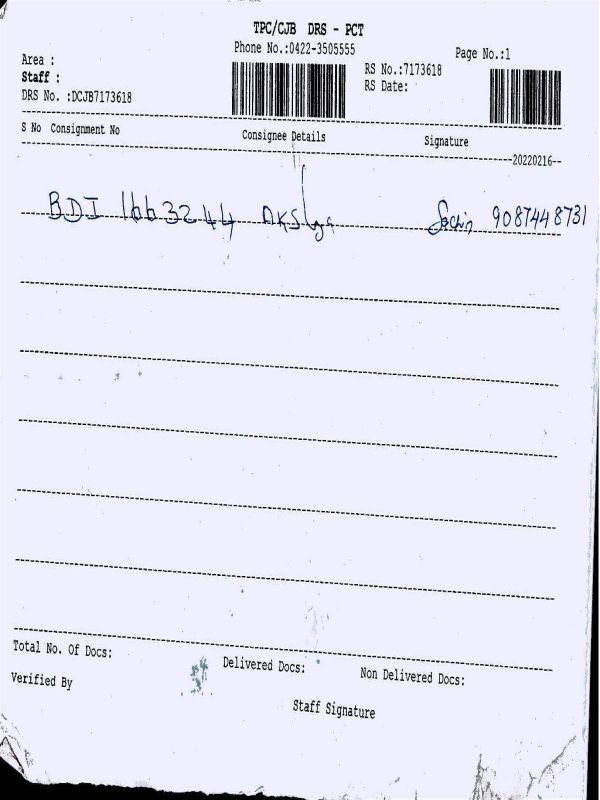 TPC/CJB DRS - PCT
Phone No.:0422-3505555
Page No.:1
Area :
RS No.:7173618
Staff :
RS Date:
DRS No. :DCJB7173618
S No Consignment No Consignee Details Signature
20220216
BDI 1663244 9087448731
Total No. Of Docs: Delivered Docs: Non Delivered Docs:
Verified By
Staff Signature